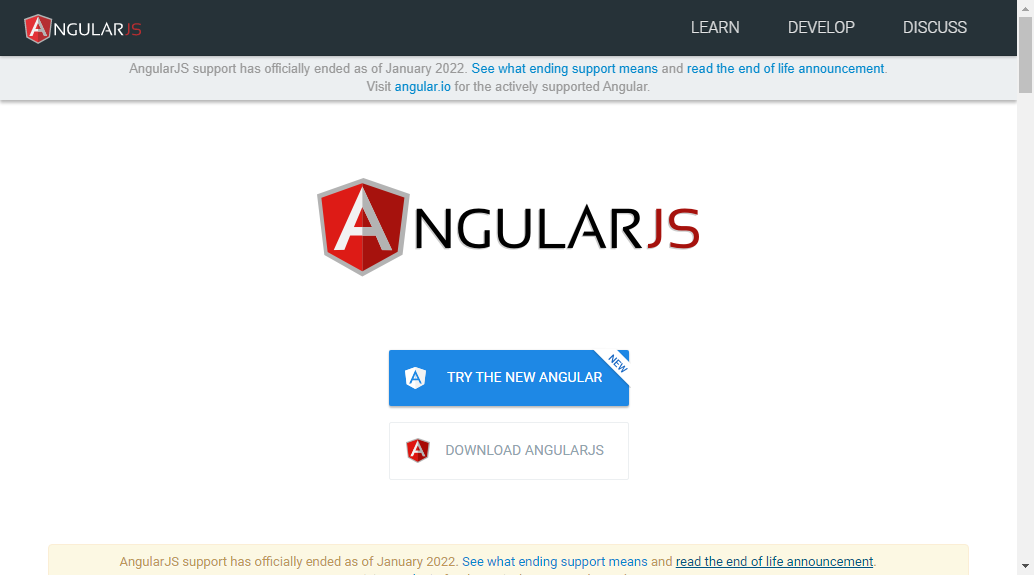 NGULARJS
LEARN
DEVELOP
DISCUSS
AngularJS support has officially ended as of January 2022. See what ending support means and read the end of life announcement.
Visit angular.io for the actively supported Angular.
ANGULARJS
TRY THE NEW ANGULAR
NEW
DOWNLOAD ANGULARJS
AngularJS support has officially ended as of January 2022. See what ending support means and read the end of life announcement.